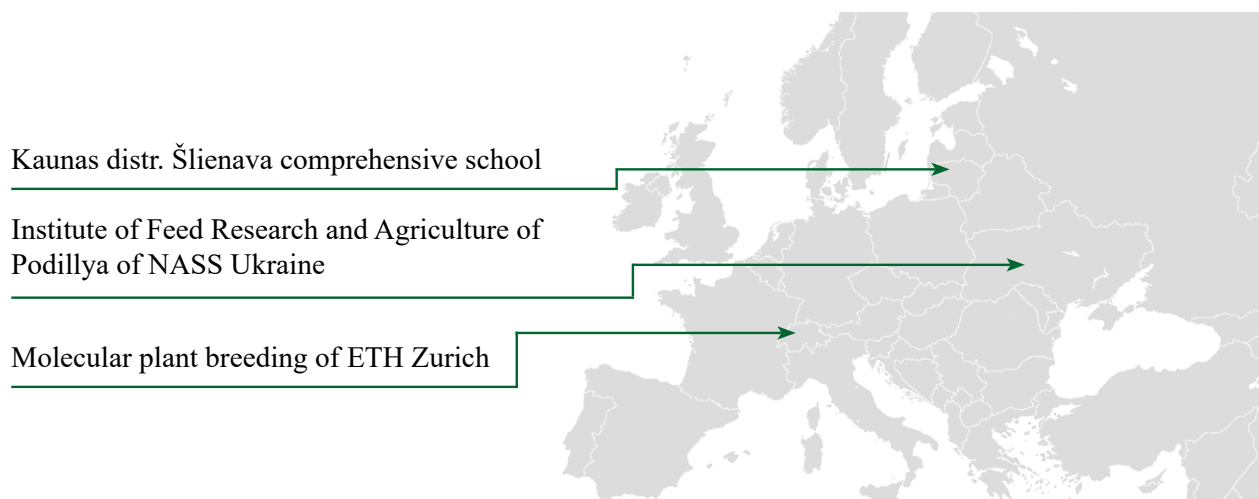 Kaunas distr. Šlienava comprehensive school
Institute of Feed Research and Agriculture of
Podillya of NASS Ukraine
Molecular plant breeding of ETH Zurich